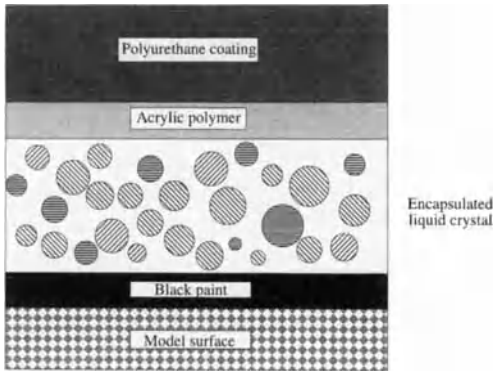 Polyurethane coating
Acrylic polymer
Encapsulated
liquid crystal
Black paint
Model surface